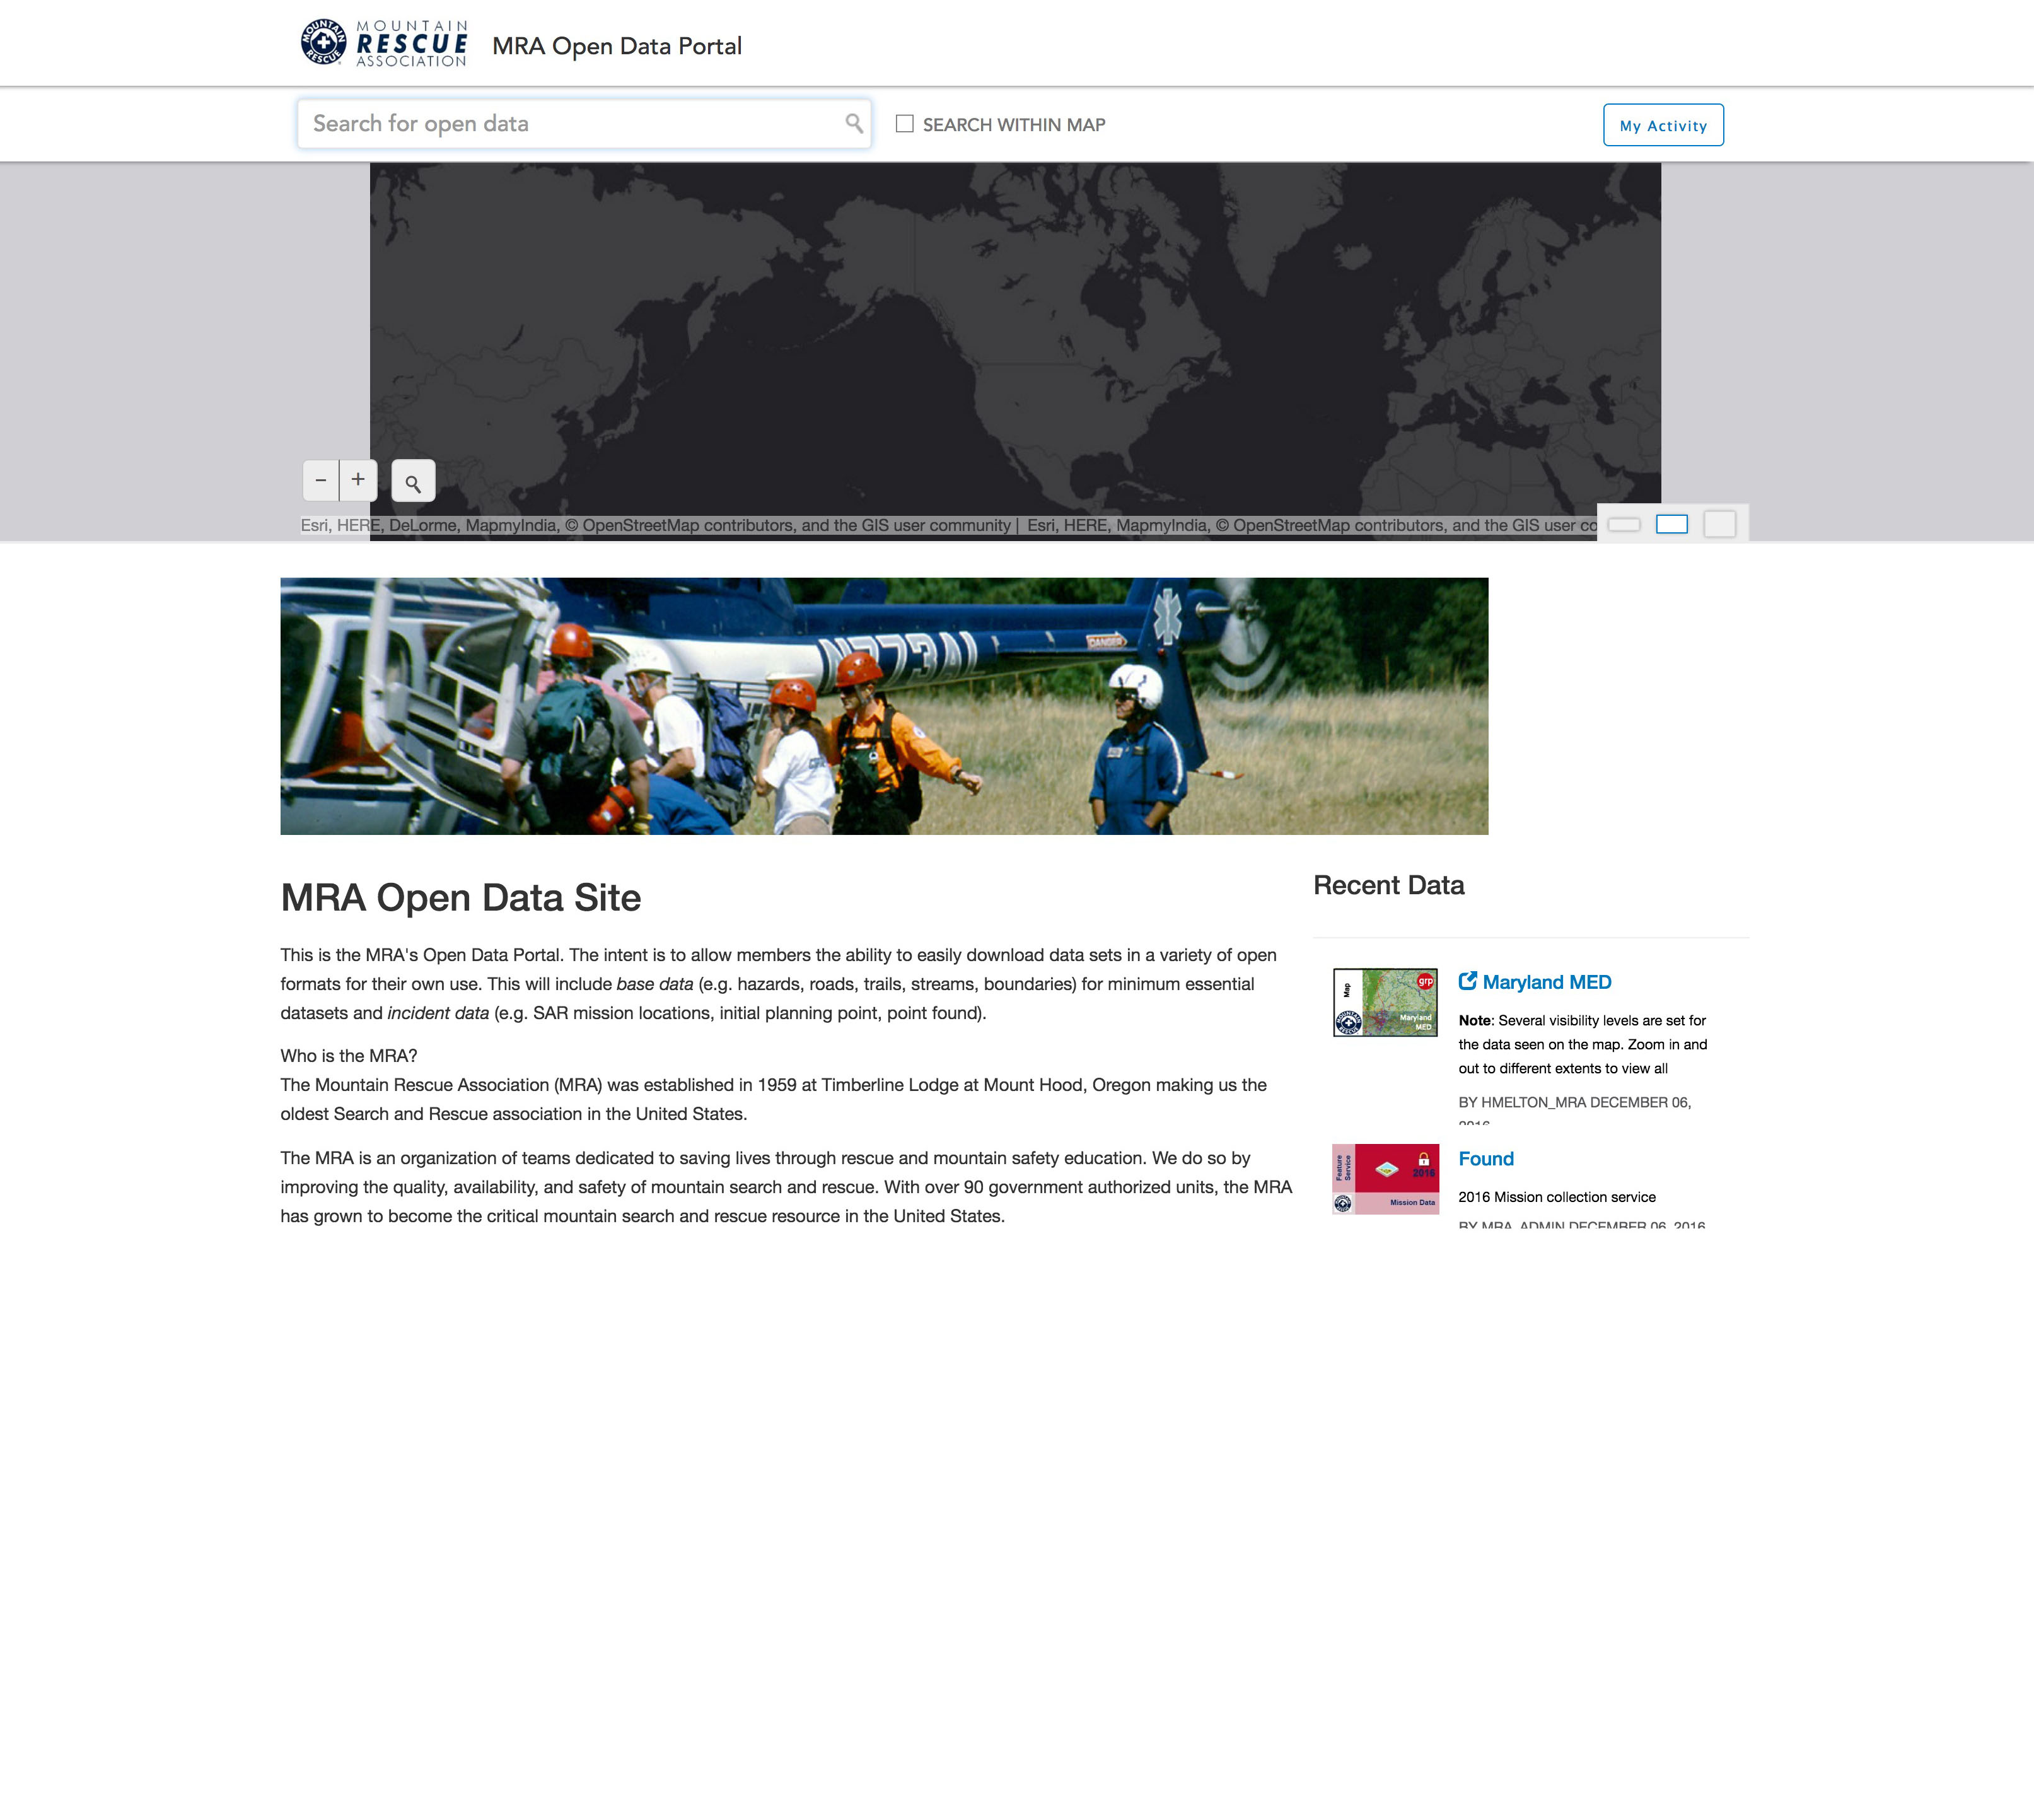 MOUNTAIN
RESCUE
ASSOCIATION
MOUNTAIN
RESCUE
MRA Open Data Portal
Search for open data
SEARCH WITHIN MAP
My Activity
- +
Esri, HERE, DeLorme, MapmyIndia, © OpenStreetMap contributors, and the GIS user community | Esri, HERE, MapmyIndia, © OpenStreetMap contributors, and the GIS user co
N773AL
DANGER
MRA Open Data Site
This is the MRA's Open Data Portal. The intent is to allow members the ability to easily download data sets in a variety of open
formats for their own use. This will include base data (e.g. hazards, roads, trails, streams, boundaries) for minimum essential
datasets and incident data (e.g. SAR mission locations, initial planning point, point found).
Who is the MRA?
The Mountain Rescue Association (MRA) was established in 1959 at Timberline Lodge at Mount Hood, Oregon making us the
oldest Search and Rescue association in the United States.
The MRA is an organization of teams dedicated to saving lives through rescue and mountain safety education. We do so by
improving the quality, availability, and safety of mountain search and rescue. With over 90 government authorized units, the MRA
has grown to become the critical mountain search and rescue resource in the United States.
Recent Data
Map
grp
Maryland
MED
Maryland MED
Note: Several visibility levels are set for
the data seen on the map. Zoom in and
out to different extents to view all
BY HMELTON_MRA DECEMBER 06,
2016
Feature
Service
2016
Mission Data
Found
2016 Mission collection service
BY MRA_ADMIN DECEMBER 06, 2016